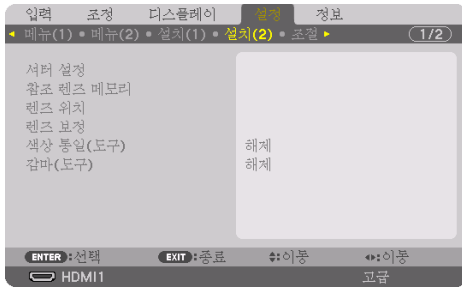 입력 조정 디스플레이 설정 정보
◂ 메뉴(1) • 메뉴(2) • 설치(1) • 설치(2) • 조절 ▸ 1/2
셔터 설정
참조 렌즈 메모리
렌즈 위치
렌즈 보정
색상 통일(도구) 해제
감마(도구) 해제
ENTER:선택 EXIT:종료 ♦:이동 ◂▸:이동
HDMI1 고급